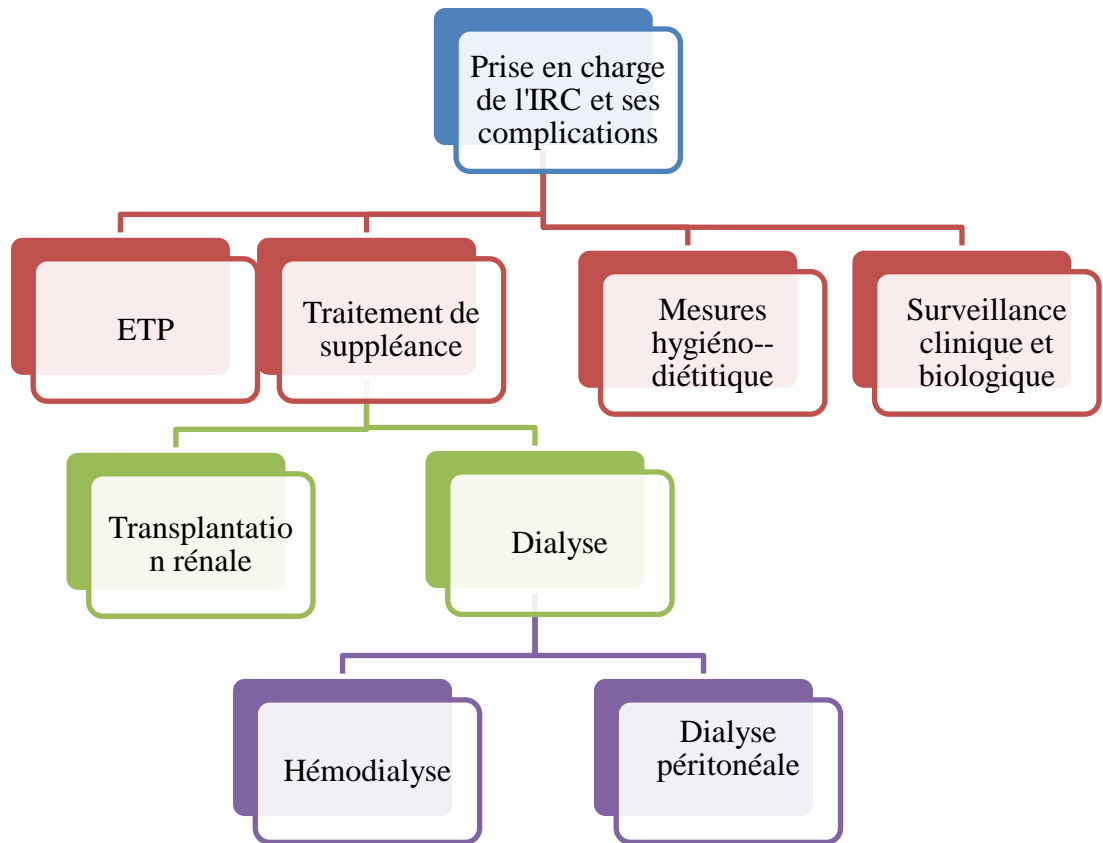 Prise en charge
de l'IRC et ses
complications
ETP
Traitement de
suppléance
Mesures
hygiéno--
diétitique
Surveillance
clinique et
biologique
Transplantatio
n rénale
Dialyse
Hémodialyse
Dialyse
péritonéale